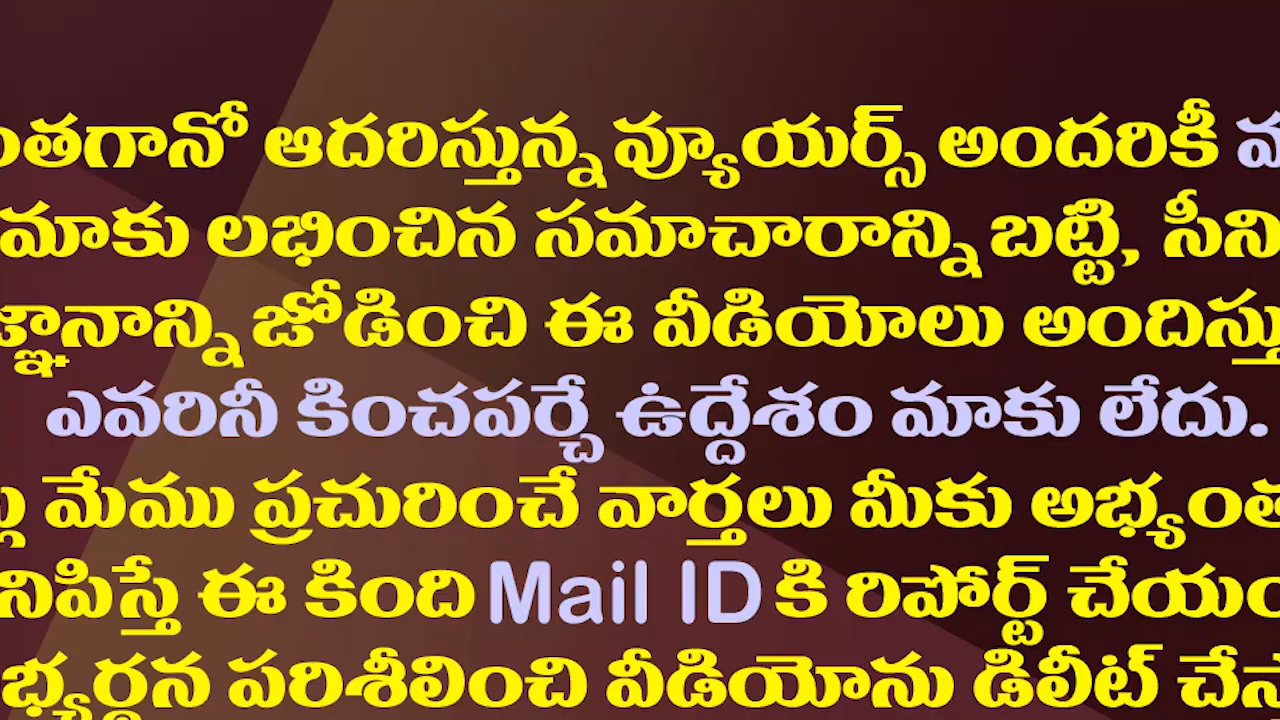 ంతగానో ఆదరిస్తున్న వ్యూయర్స్ అందరికీ
మాకు లభించిన సమాచారాన్ని బట్టి, సీని
జ్ఞానాన్ని జోడించి ఈ వీడియోలు అందిస్తు
ఎవరినీ కించపర్చే ఉద్దేశం మాకు లేదు.
మేము ప్రచురించే వార్తలు మీకు అభ్యంత
నిపిస్తే ఈ కింది Mail ID కి రిపోర్ట్ చేయం
భ్యర్థన పరిశీలించి వీడియోను డిలీట్ చేస